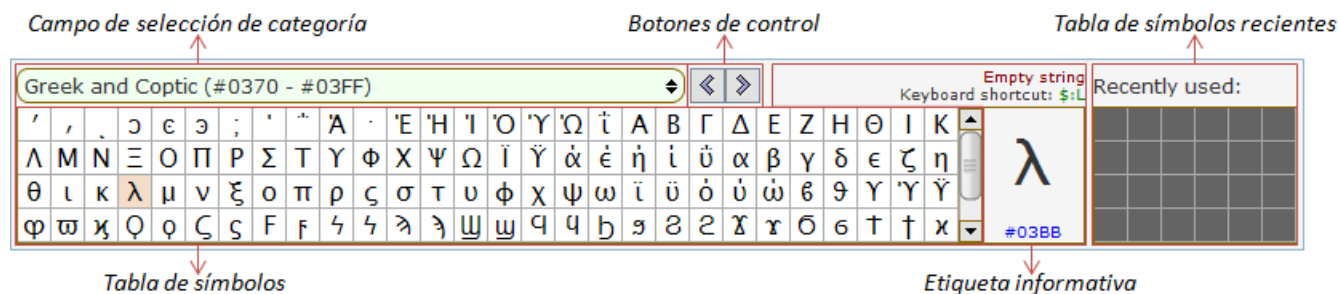 Campo de selección de categoría Botones de control Tabla de símbolos recientes
Greek and Coptic (#0370 - #03FF) Empty string
Keyboard shortcut: $:L
Recently used:
ʹ ͵ ͺ ͻ ͼ ͽ ; ΄ ΅ Ά · Έ Ή Ί Ό Ύ Ώ ΐ Α Β Γ Δ Ε Ζ Η Θ Ι Κ
Λ Μ Ν Ξ Ο Π Ρ Σ Τ Υ Φ Χ Ψ Ω Ϊ Ϋ ά έ ή ί ΰ α β γ δ ε ζ η
θ ι κ λ μ ν ξ ο π ρ ς σ τ υ φ χ ψ ω ϊ ϋ ό ύ ώ ϐ ϑ ϒ ϓ ϔ
ϕ ϖ ϗ Ϙ ϙ Ϛ ϛ Ϝ ϝ Ϟ ϟ Ϡ ϡ Ϣ ϣ Ϥ ϥ Ϧ ϧ Ϩ ϩ Ϫ ϫ Ϭ ϭ Ϯ ϯ ϰ
λ
#03BB
Tabla de símbolos Etiqueta informativa